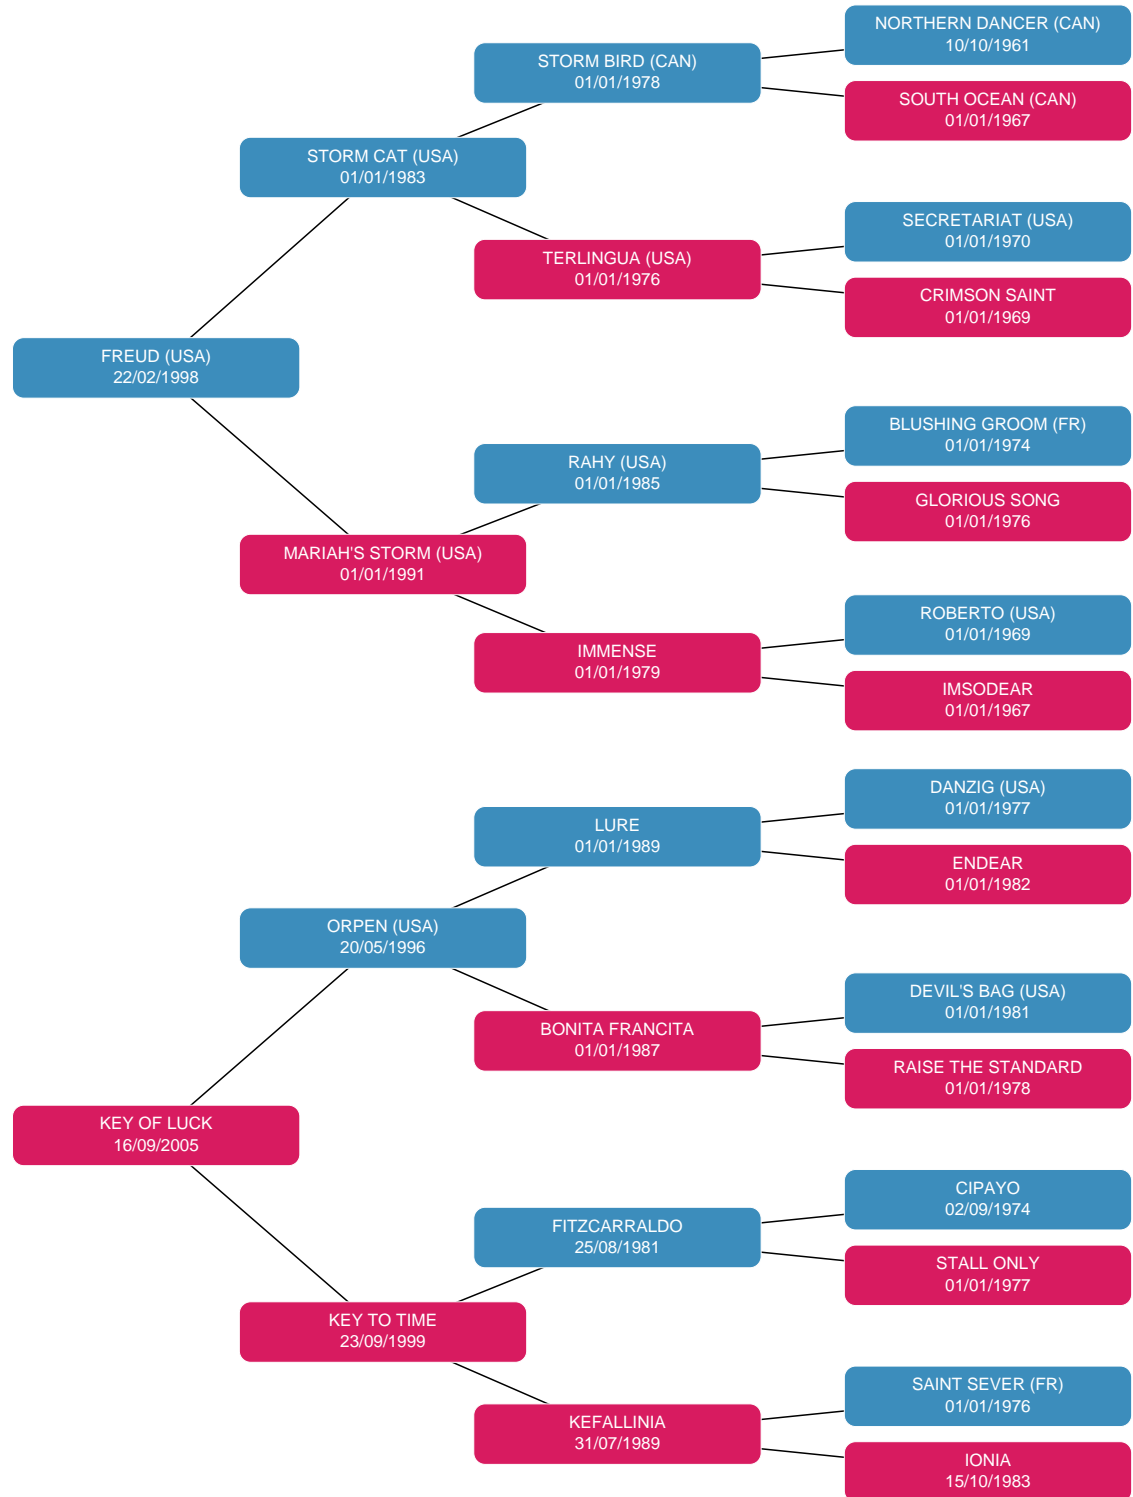 NORTHERN DANCER (CAN)
10/10/1961
STORM BIRD (CAN)
01/01/1978
SOUTH OCEAN (CAN)
01/01/1967
STORM CAT (USA)
01/01/1983
SECRETARIAT (USA)
01/01/1970
TERLINGUA (USA)
01/01/1976
CRIMSON SAINT
01/01/1969
FREUD (USA)
22/02/1998
BLUSHING GROOM (FR)
01/01/1974
RAHY (USA)
01/01/1985
GLORIOUS SONG
01/01/1976
MARIAH'S STORM (USA)
01/01/1991
ROBERTO (USA)
01/01/1969
IMMENSE
01/01/1979
IMSODEAR
01/01/1967
DANZIG (USA)
01/01/1977
LURE
01/01/1989
ENDEAR
01/01/1982
ORPEN (USA)
20/05/1996
DEVIL'S BAG (USA)
01/01/1981
BONITA FRANCITA
01/01/1987
RAISE THE STANDARD
01/01/1978
KEY OF LUCK
16/09/2005
CIPAYO
02/09/1974
FITZCARRALDO
25/08/1981
STALL ONLY
01/01/1977
KEY TO TIME
23/09/1999
SAINT SEVER (FR)
01/01/1976
KEFALLINIA
31/07/1989
IONIA
15/10/1983